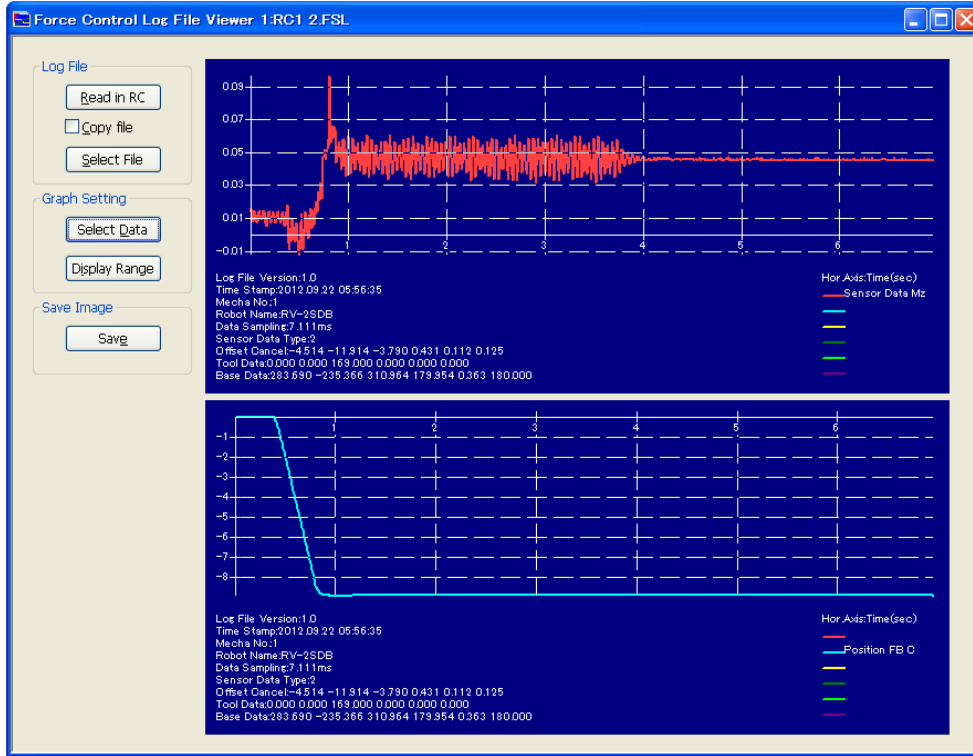 Force Control Log File Viewer 1:RC1 2.FSL
Log File
Read in RC
Copy file
Select File
Graph Setting
Select Data
Display Range
Save Image
Save
0.09
0.07
0.05
0.03
0.01
-0.01
1 2 3 4 5 6
Log File Version:1.0
Time Stamp:2012.09.22 05:56:35
Mecha No:1
Robot Name:RV-2SDB
Data Sampling:7.111ms
Sensor Data Type:2
Offset Cancel:-4.514 -11.914 -3.790 0.431 0.112 0.125
Tool Data:0.000 0.000 169.000 0.000 0.000 0.000
Base Data:283.690 -235.366 310.964 179.954 0.363 180.000
Hor.Axis:Time(sec)
Sensor Data Mz
1 2 3 4 5 6
-1
-2
-3
-4
-5
-6
-7
-8
Log File Version:1.0
Time Stamp:2012.09.22 05:56:35
Mecha No:1
Robot Name:RV-2SDB
Data Sampling:7.111ms
Sensor Data Type:2
Offset Cancel:-4.514 -11.914 -3.790 0.431 0.112 0.125
Tool Data:0.000 0.000 169.000 0.000 0.000 0.000
Base Data:283.690 -235.366 310.964 179.954 0.363 180.000
Hor.Axis:Time(sec)
Position FB C